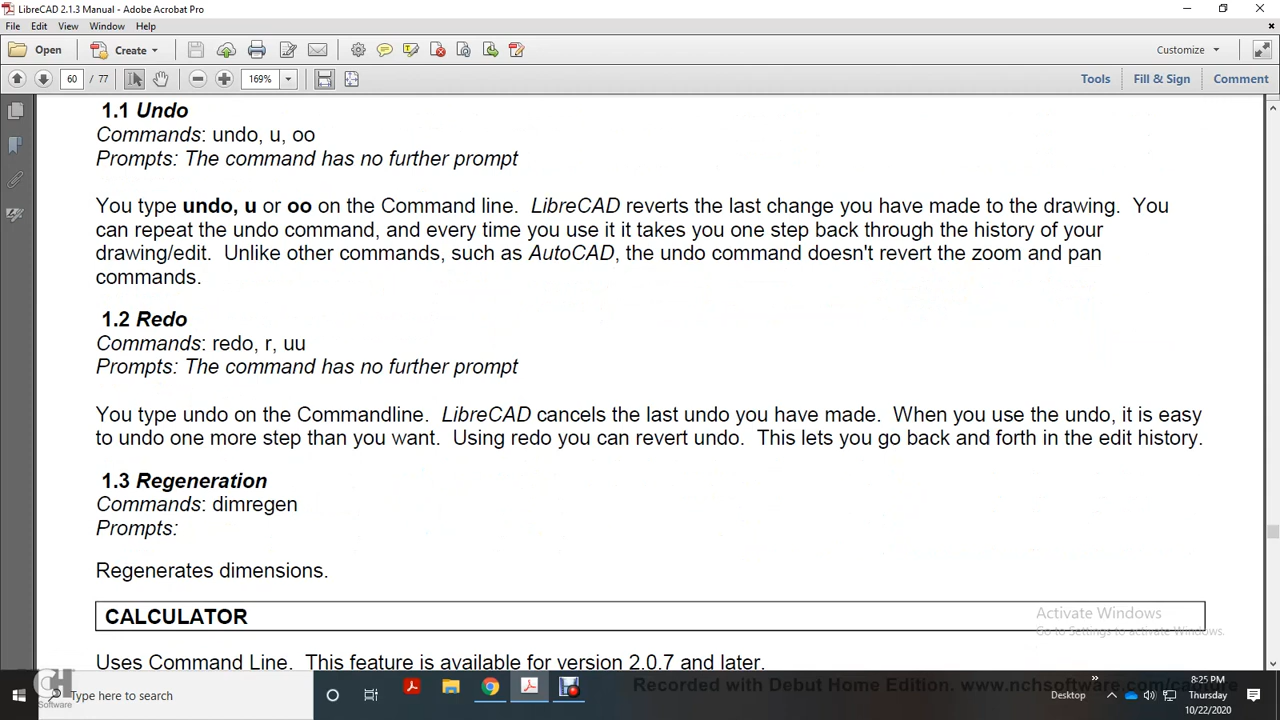 LibreCAD 2.1.3 Manual - Adobe Acrobat Pro
File Edit View Window Help
Open Create Customize
60 / 77 169% Tools Fill & Sign Comment
1.1 Undo
Commands: undo, u, oo
Prompts: The command has no further prompt
You type undo, u or oo on the Command line. LibreCAD reverts the last change you have made to the drawing. You
can repeat the undo command, and every time you use it it takes you one step back through the history of your
drawing/edit. Unlike other commands, such as AutoCAD, the undo command doesn't revert the zoom and pan
commands.
1.2 Redo
Commands: redo, r, uu
Prompts: The command has no further prompt
You type undo on the Commandline. LibreCAD cancels the last undo you have made. When you use the undo, it is easy
to undo one more step than you want. Using redo you can revert undo. This lets you go back and forth in the edit history.
1.3 Regeneration
Commands: dimregen
Prompts:
Regenerates dimensions.
CALCULATOR
Activate Windows
Go to Settings to activate Windows.
Uses Command Line. This feature is available for version 2.0.7 and later.
Recorded with Debut Home Edition. www.nchsoftware.com/capture
CH
Software
Type here to search
Desktop
8:25 PM
Thursday
10/22/2020